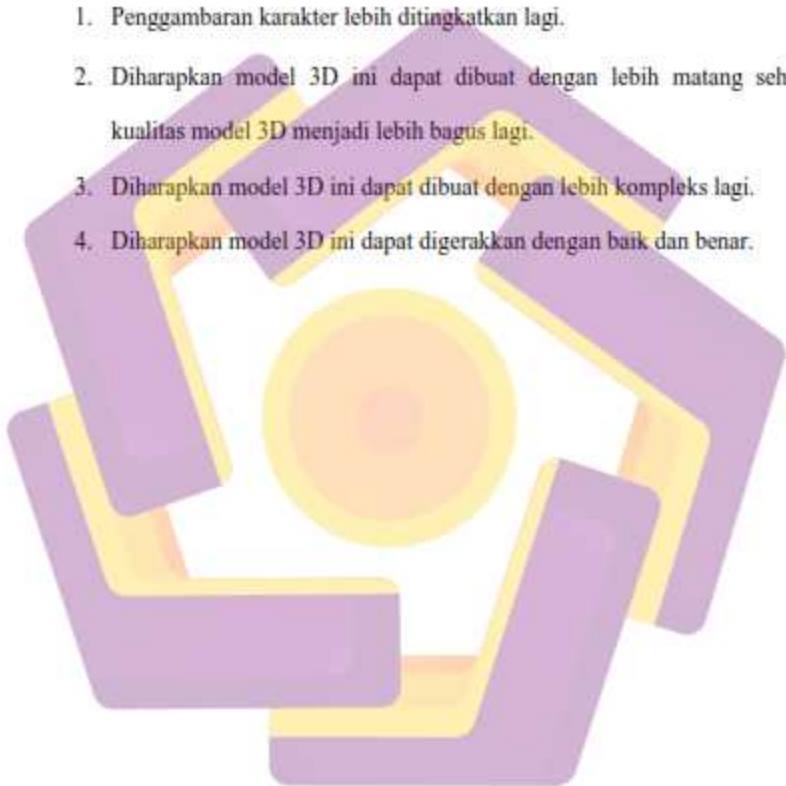 1. Penggambaran karakter lebih ditingkatkan lagi.
2. Diharapkan model 3D ini dapat dibuat dengan lebih matang seh
kualitas model 3D menjadi lebih bagus lagi.
3. Diharapkan model 3D ini dapat dibuat dengan lebih kompleks lagi.
4. Diharapkan model 3D ini dapat digerakkan dengan baik dan benar.